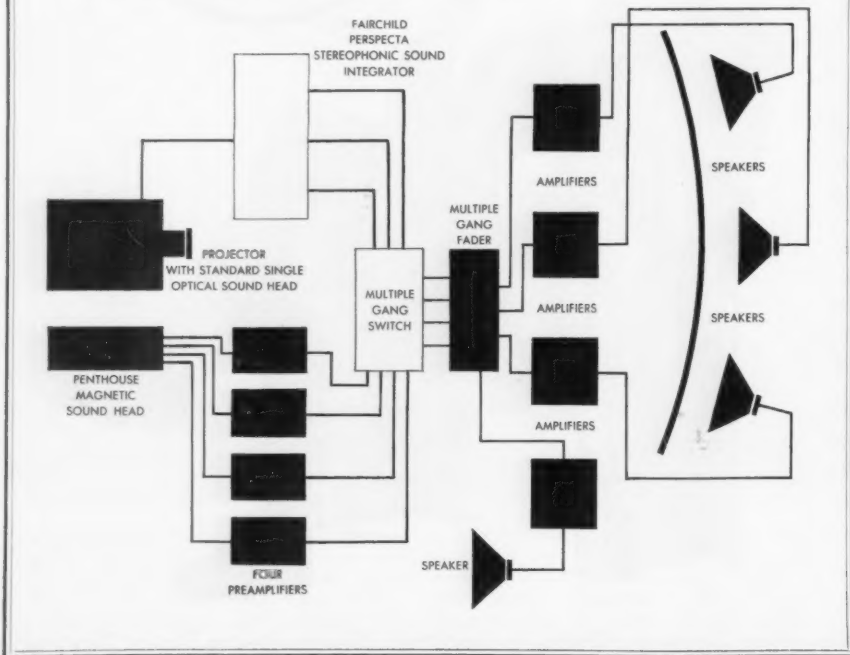 FAIRCHILD
PERSPECTA
STEREOPHONIC SOUND
INTEGRATOR
AMPLIFIERS
SPEAKERS
MULTIPLE
GANG
FADER
PROJECTOR
WITH STANDARD SINGLE
OPTICAL SOUND HEAD
MULTIPLE
GANG
SWITCH
AMPLIFIERS
SPEAKERS
PENTHOUSE
MAGNETIC
SOUND HEAD
AMPLIFIERS
SPEAKER
FOUR
PREAMPLIFIERS